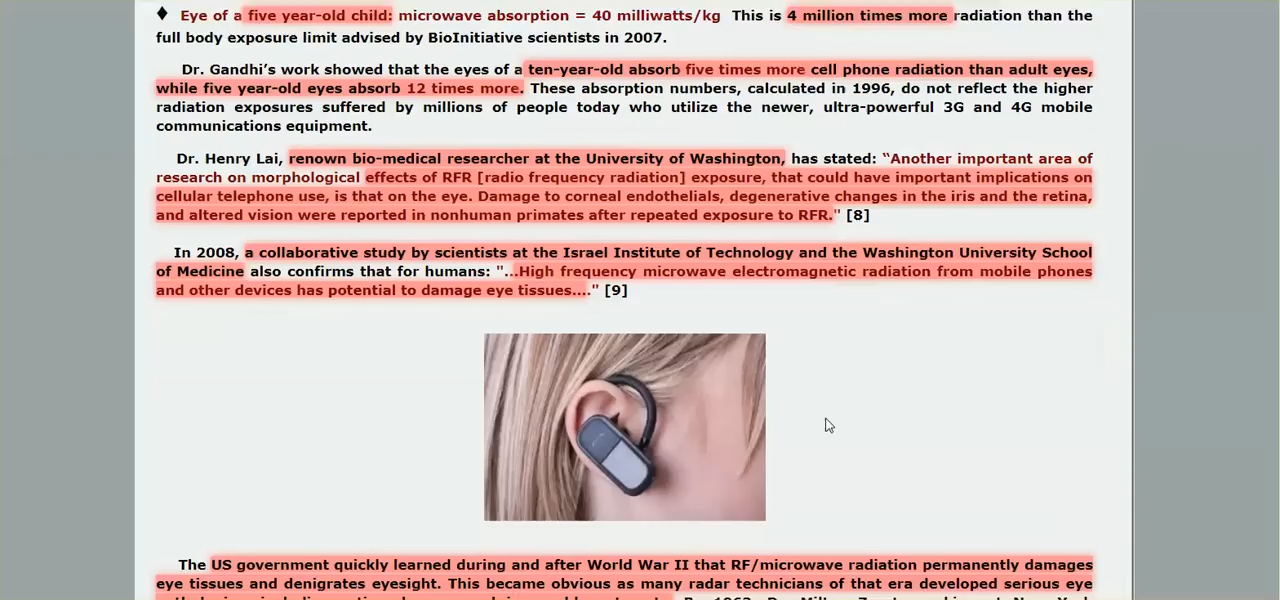 ♦ Eye of a five year-old child: microwave absorption = 40 milliwatts/kg This is 4 million times more radiation than the
full body exposure limit advised by BioInitiative scientists in 2007.
Dr. Gandhi's work showed that the eyes of a ten-year-old absorb five times more cell phone radiation than adult eyes,
while five year-old eyes absorb 12 times more. These absorption numbers, calculated in 1996, do not reflect the higher
radiation exposures suffered by millions of people today who utilize the newer, ultra-powerful 3G and 4G mobile
communications equipment.
Dr. Henry Lai, renown bio-medical researcher at the University of Washington, has stated: "Another important area of
research on morphological effects of RFR [radio frequency radiation] exposure, that could have important implications on
cellular telephone use, is that on the eye. Damage to corneal endothelials, degenerative changes in the iris and the retina,
and altered vision were reported in nonhuman primates after repeated exposure to RFR." [8]
In 2008, a collaborative study by scientists at the Israel Institute of Technology and the Washington University School
of Medicine also confirms that for humans: "...High frequency microwave electromagnetic radiation from mobile phones
and other devices has potential to damage eye tissues...." [9]
The US government quickly learned during and after World War II that RF/microwave radiation permanently damages
eye tissues and denigrates eyesight. This became obvious as many radar technicians of that era developed serious eye